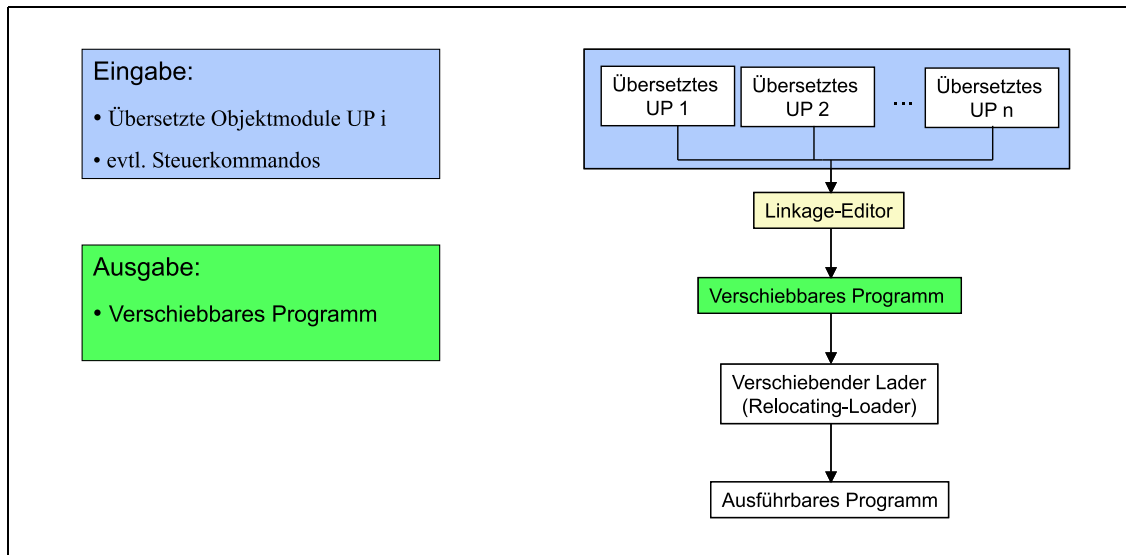 Eingabe:
• Übersetzte Objektmodule UP i
• evtl. Steuerkommandos
Ausgabe:
• Verschiebbares Programm
Übersetztes
UP 1
Übersetztes
UP 2
...
Übersetztes
UP n
Linkage-Editor
Verschiebbares Programm
Verschiebender Lader
(Relocating-Loader)
Ausführbares Programm